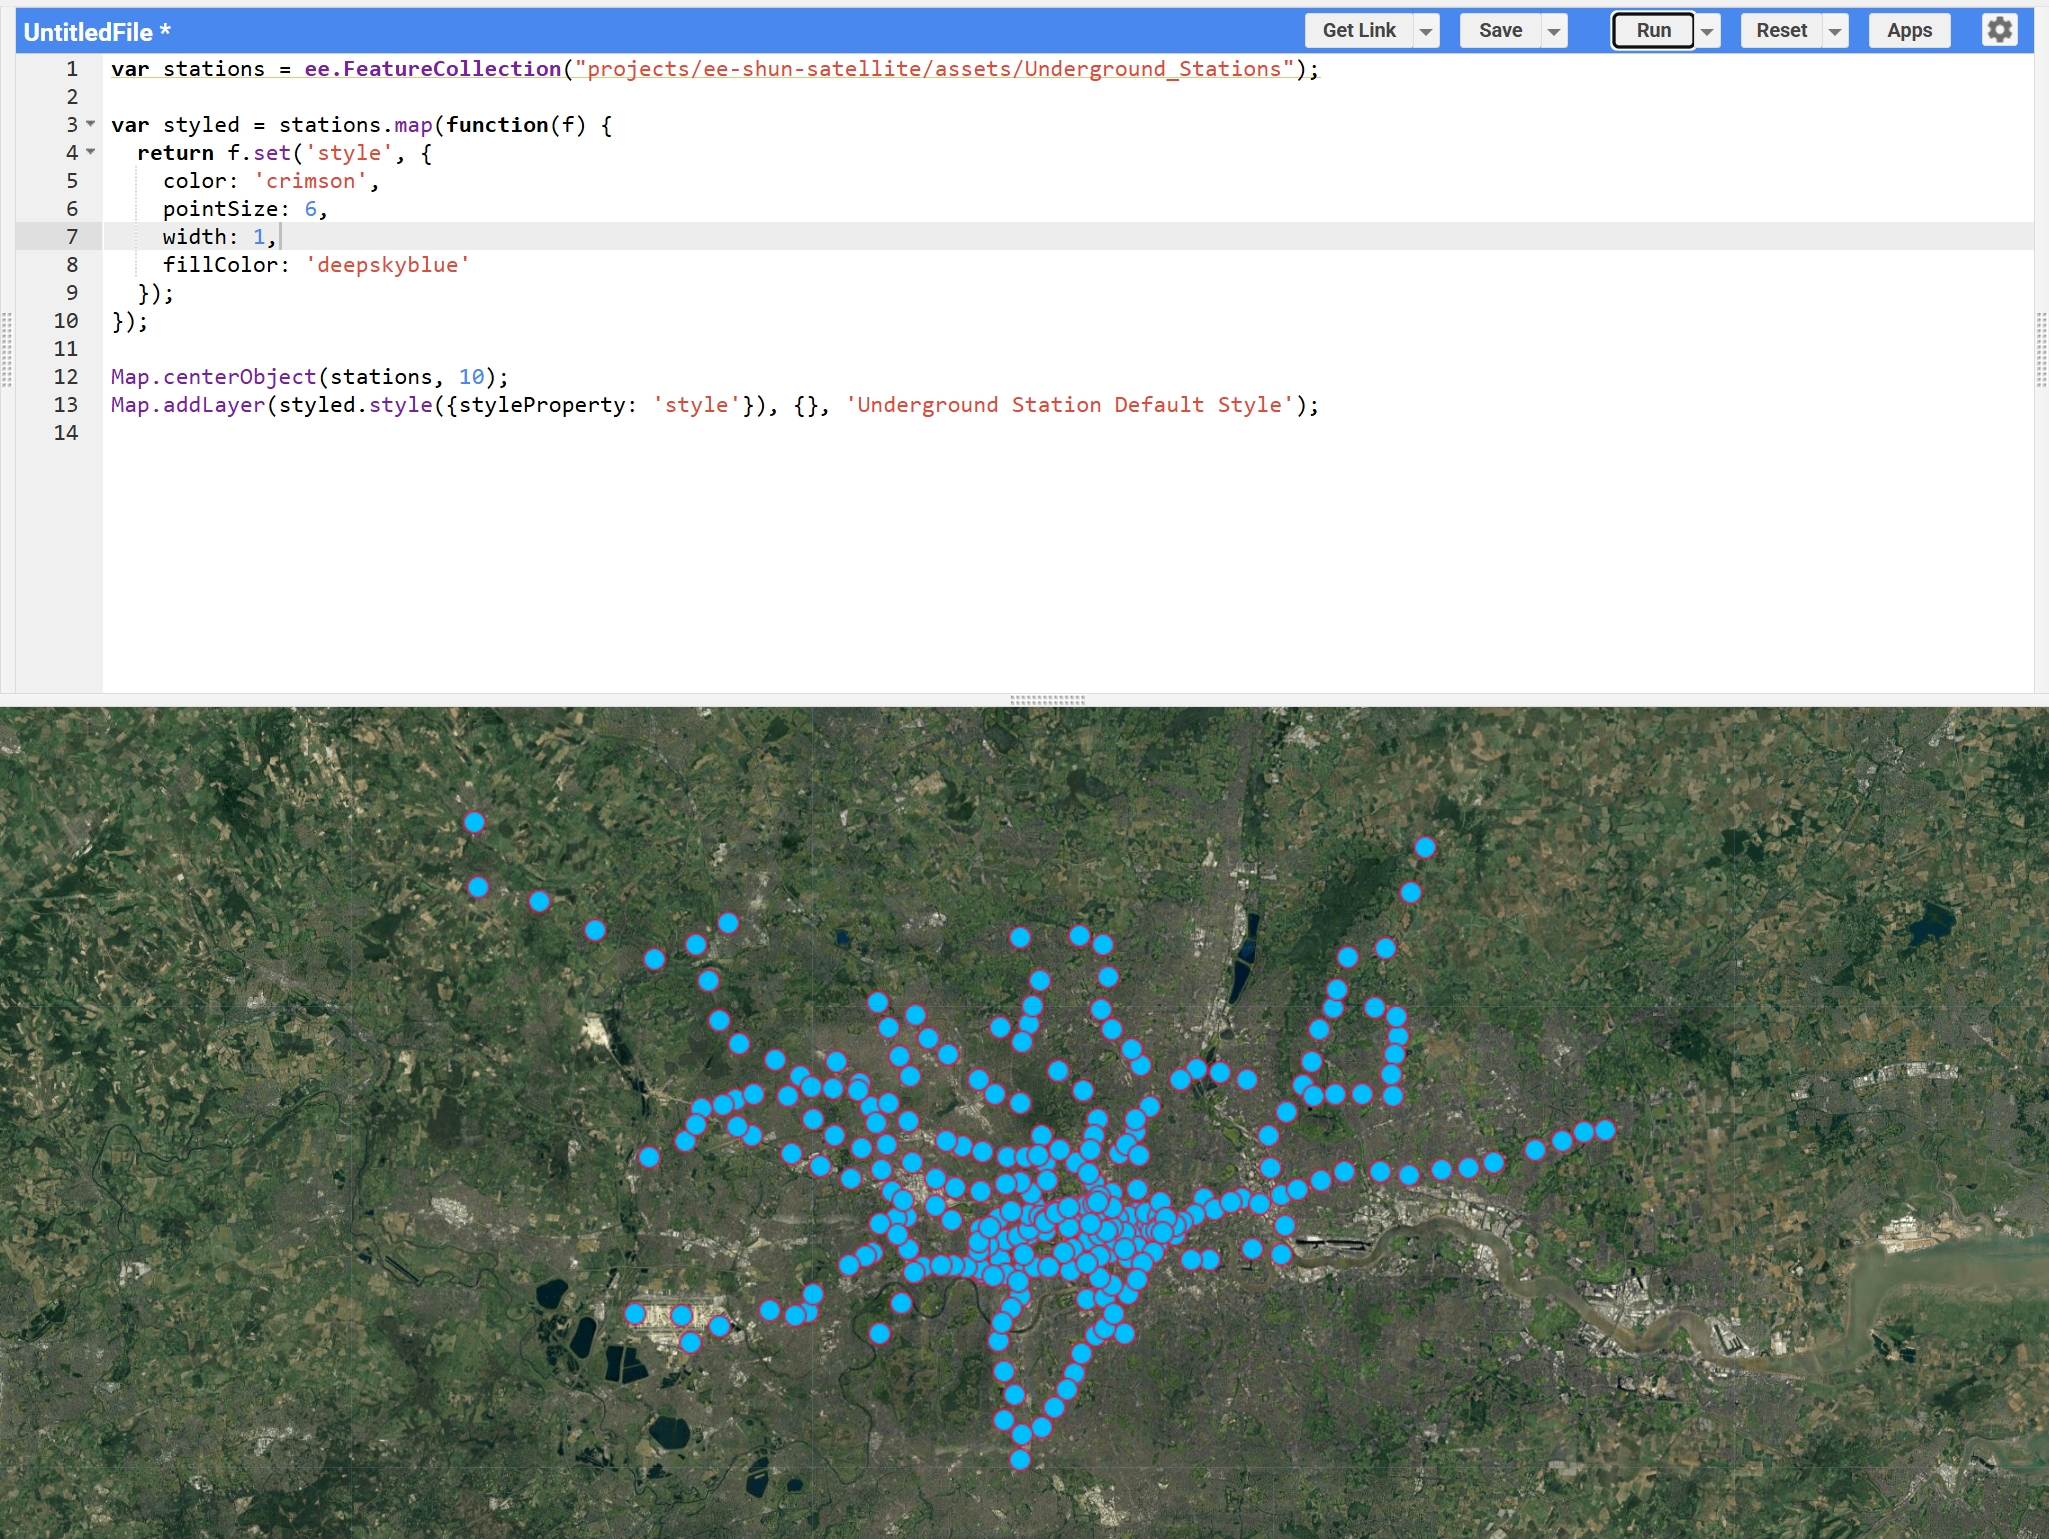 UntitledFile *
Get Link Save Run Reset Apps
1 var stations = ee.FeatureCollection("projects/ee-shun-satellite/assets/Underground_Stations");
2
3 var styled = stations.map(function(f) {
4   return f.set('style', {
5     color: 'crimson',
6     pointSize: 6,
7     width: 1,
8     fillColor: 'deepskyblue'
9   });
10 });
11
12 Map.centerObject(stations, 10);
13 Map.addLayer(styled.style({styleProperty: 'style'}), {}, 'Underground Station Default Style');
14